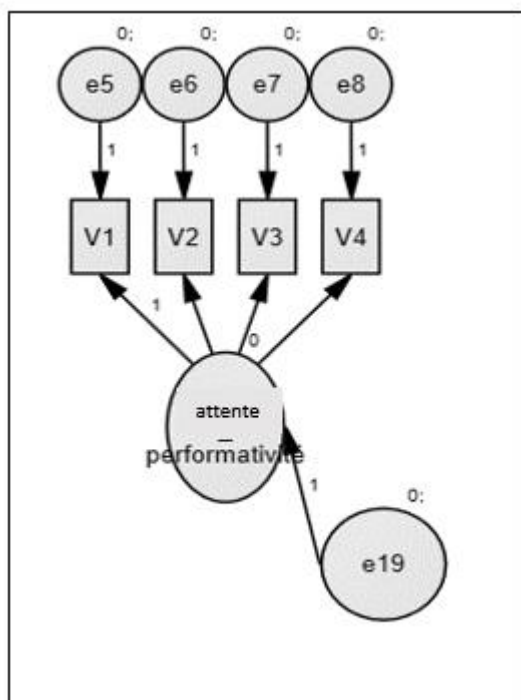 0; 0; 0; 0;
e5 e6 e7 e8
1 1 1 1
V1 V2 V3 V4
1
0
attente
_
performativité
1
0;
e19